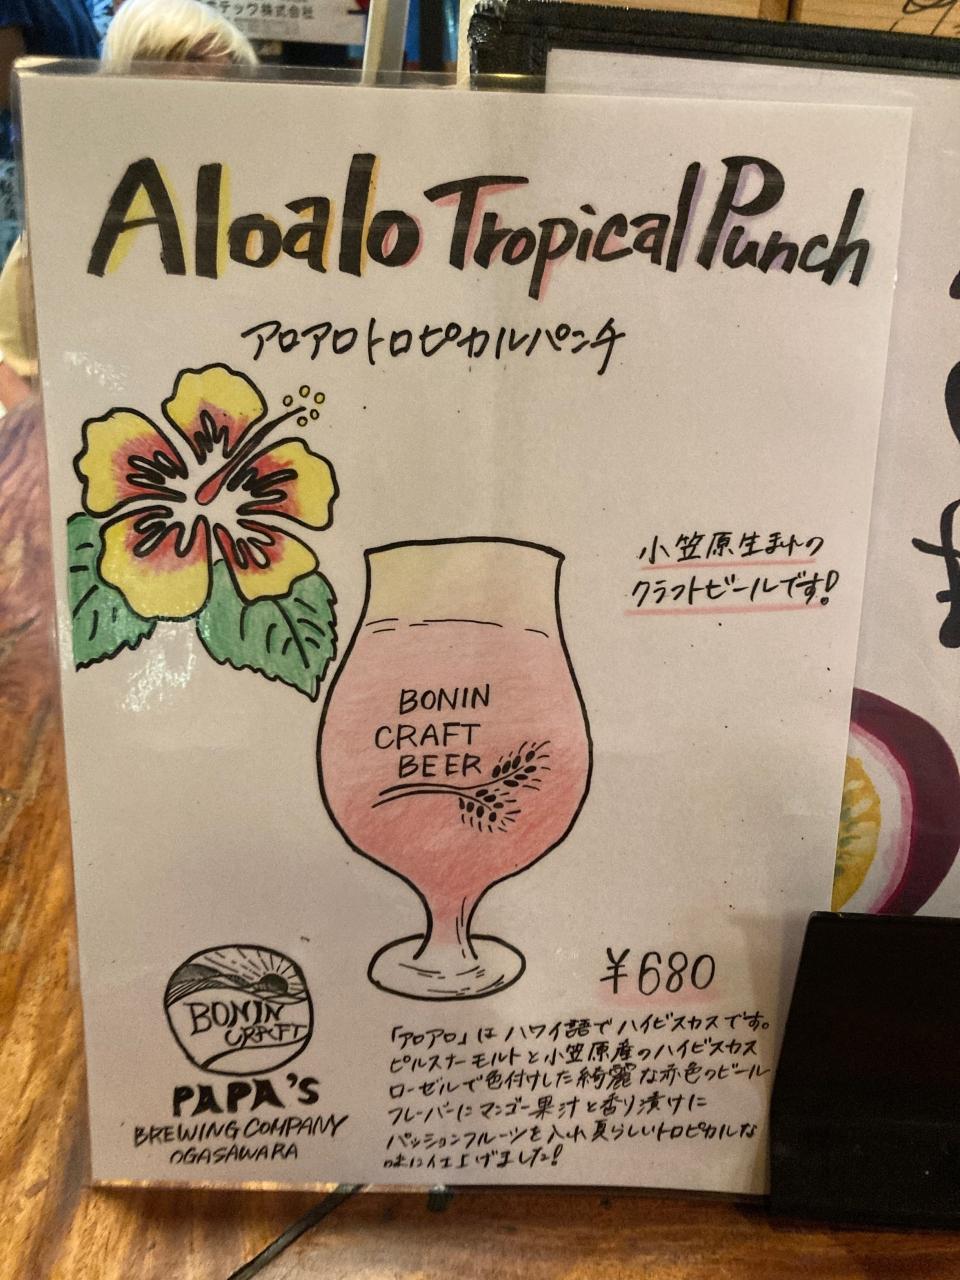 テック株式会社
Aloalo Tropical Punch
アロアロトロピカルパンチ
小笠原生まれの
クラフトビールです!
BONIN
CRAFT
BEER
¥680
BONIN
CRAFT
PAPA'S
BREWING COMPANY
OGASAWARA
「アロアロ」は ハワイ語で ハイビスカスです。
ピルスナーモルトと小笠原産のハイビスカス
ローゼルで色付けした綺麗な赤色のビール
フレーバーにマンゴー果汁と香り漬けに
パッションフルーツを入れ夏らしいトロピカルな
味に仕上げました!